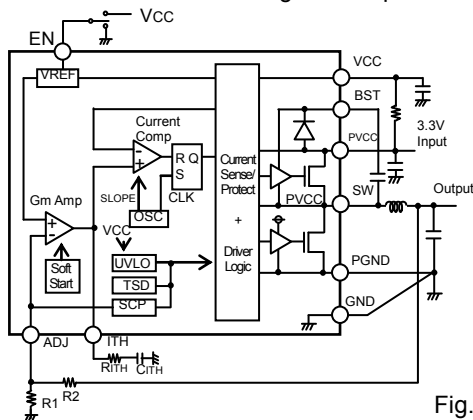 VCC
EN
VREF
VCC
BST
PVCC
3.3V
Input
Current
Comp
R Q
S
CLK
SLOPE
OSC
VCC
Gm Amp
Soft
Start
UVLO
TSD
SCP
Current
Sense/
Protect
+
Driver
Logic
PVCC
SW
Output
PGND
GND
ADJ
ITH
RITH
CITH
R1
R2
Fig.